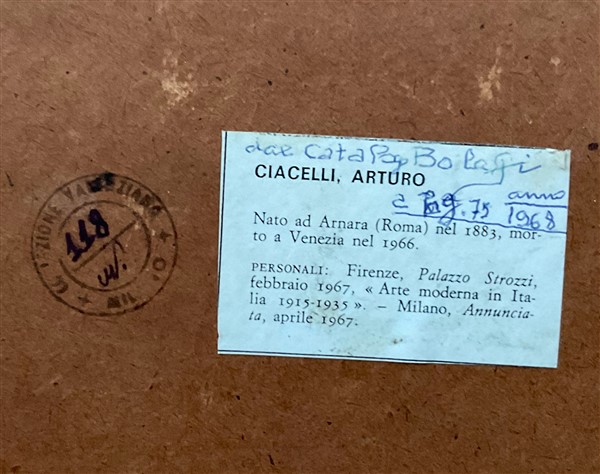 dal catalogo Bolaffi
CIACELLI, ARTURO
a pag. 75 anno
1968
Nato ad Arnara (Roma) nel 1883, mor-
to a Venezia nel 1966.
PERSONALI: Firenze, Palazzo Strozzi,
febbraio 1967, « Arte moderna in Ita-
lia 1915-1935 ». – Milano, Annuncia-
ta, aprile 1967.
118